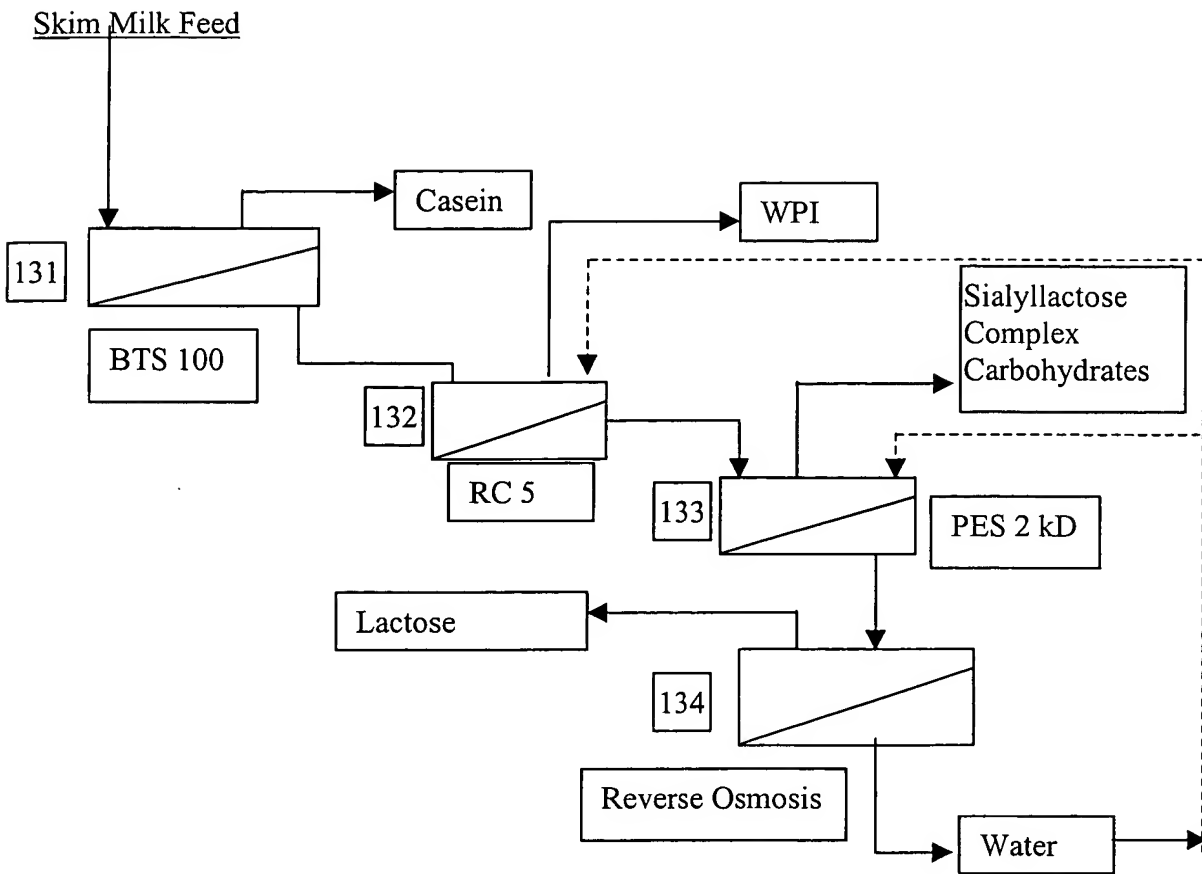 Skim Milk Feed
Casein
WPI
131
BTS 100
Sialyllactose
Complex
Carbohydrates
132
RC 5
133
PES 2 kD
Lactose
134
Reverse Osmosis
Water